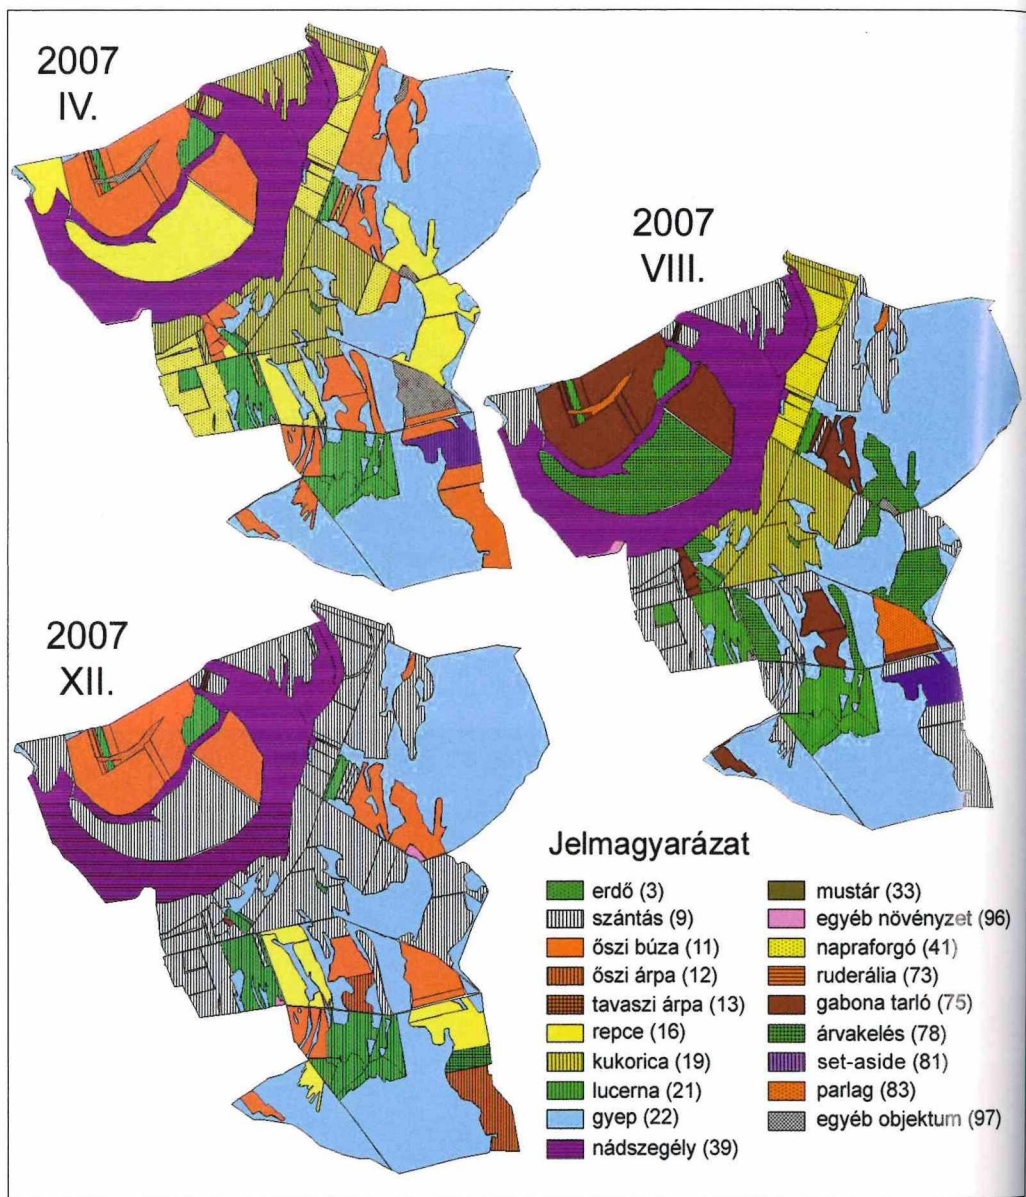 2007
IV.
2007
VIII.
2007
XII.
Jelmagyarázat
erdő (3)
szántás (9)
őszi búza (11)
őszi árpa (12)
tavaszi árpa (13)
repce (16)
kukorica (19)
lucerna (21)
gyep (22)
nádszegély (39)
mustár (33)
egyéb növényzet (96)
napraforgó (41)
ruderália (73)
gabona tarló (75)
árvakelés (78)
set-aside (81)
parlag (83)
egyéb objektum (97)